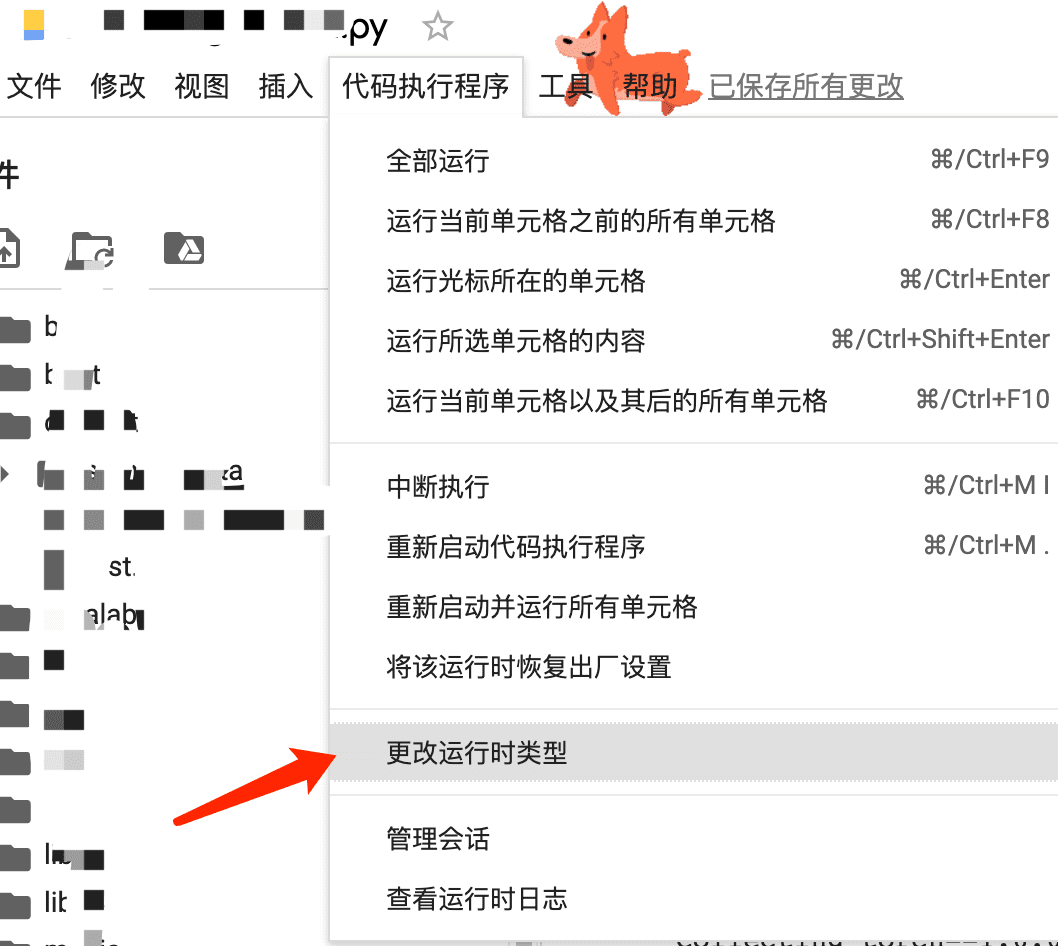 .py
文件 修改 视图 插入 代码执行程序 工具 帮助 已保存所有更改
件
全部运行 ⌘/Ctrl+F9
运行当前单元格之前的所有单元格 ⌘/Ctrl+F8
运行光标所在的单元格 ⌘/Ctrl+Enter
运行所选单元格的内容 ⌘/Ctrl+Shift+Enter
运行当前单元格以及其后的所有单元格 ⌘/Ctrl+F10
中断执行 ⌘/Ctrl+M I
重新启动代码执行程序 ⌘/Ctrl+M .
重新启动并运行所有单元格
将该运行时恢复出厂设置
更改运行时类型
管理会话
查看运行时日志
b
st.
alab
lib